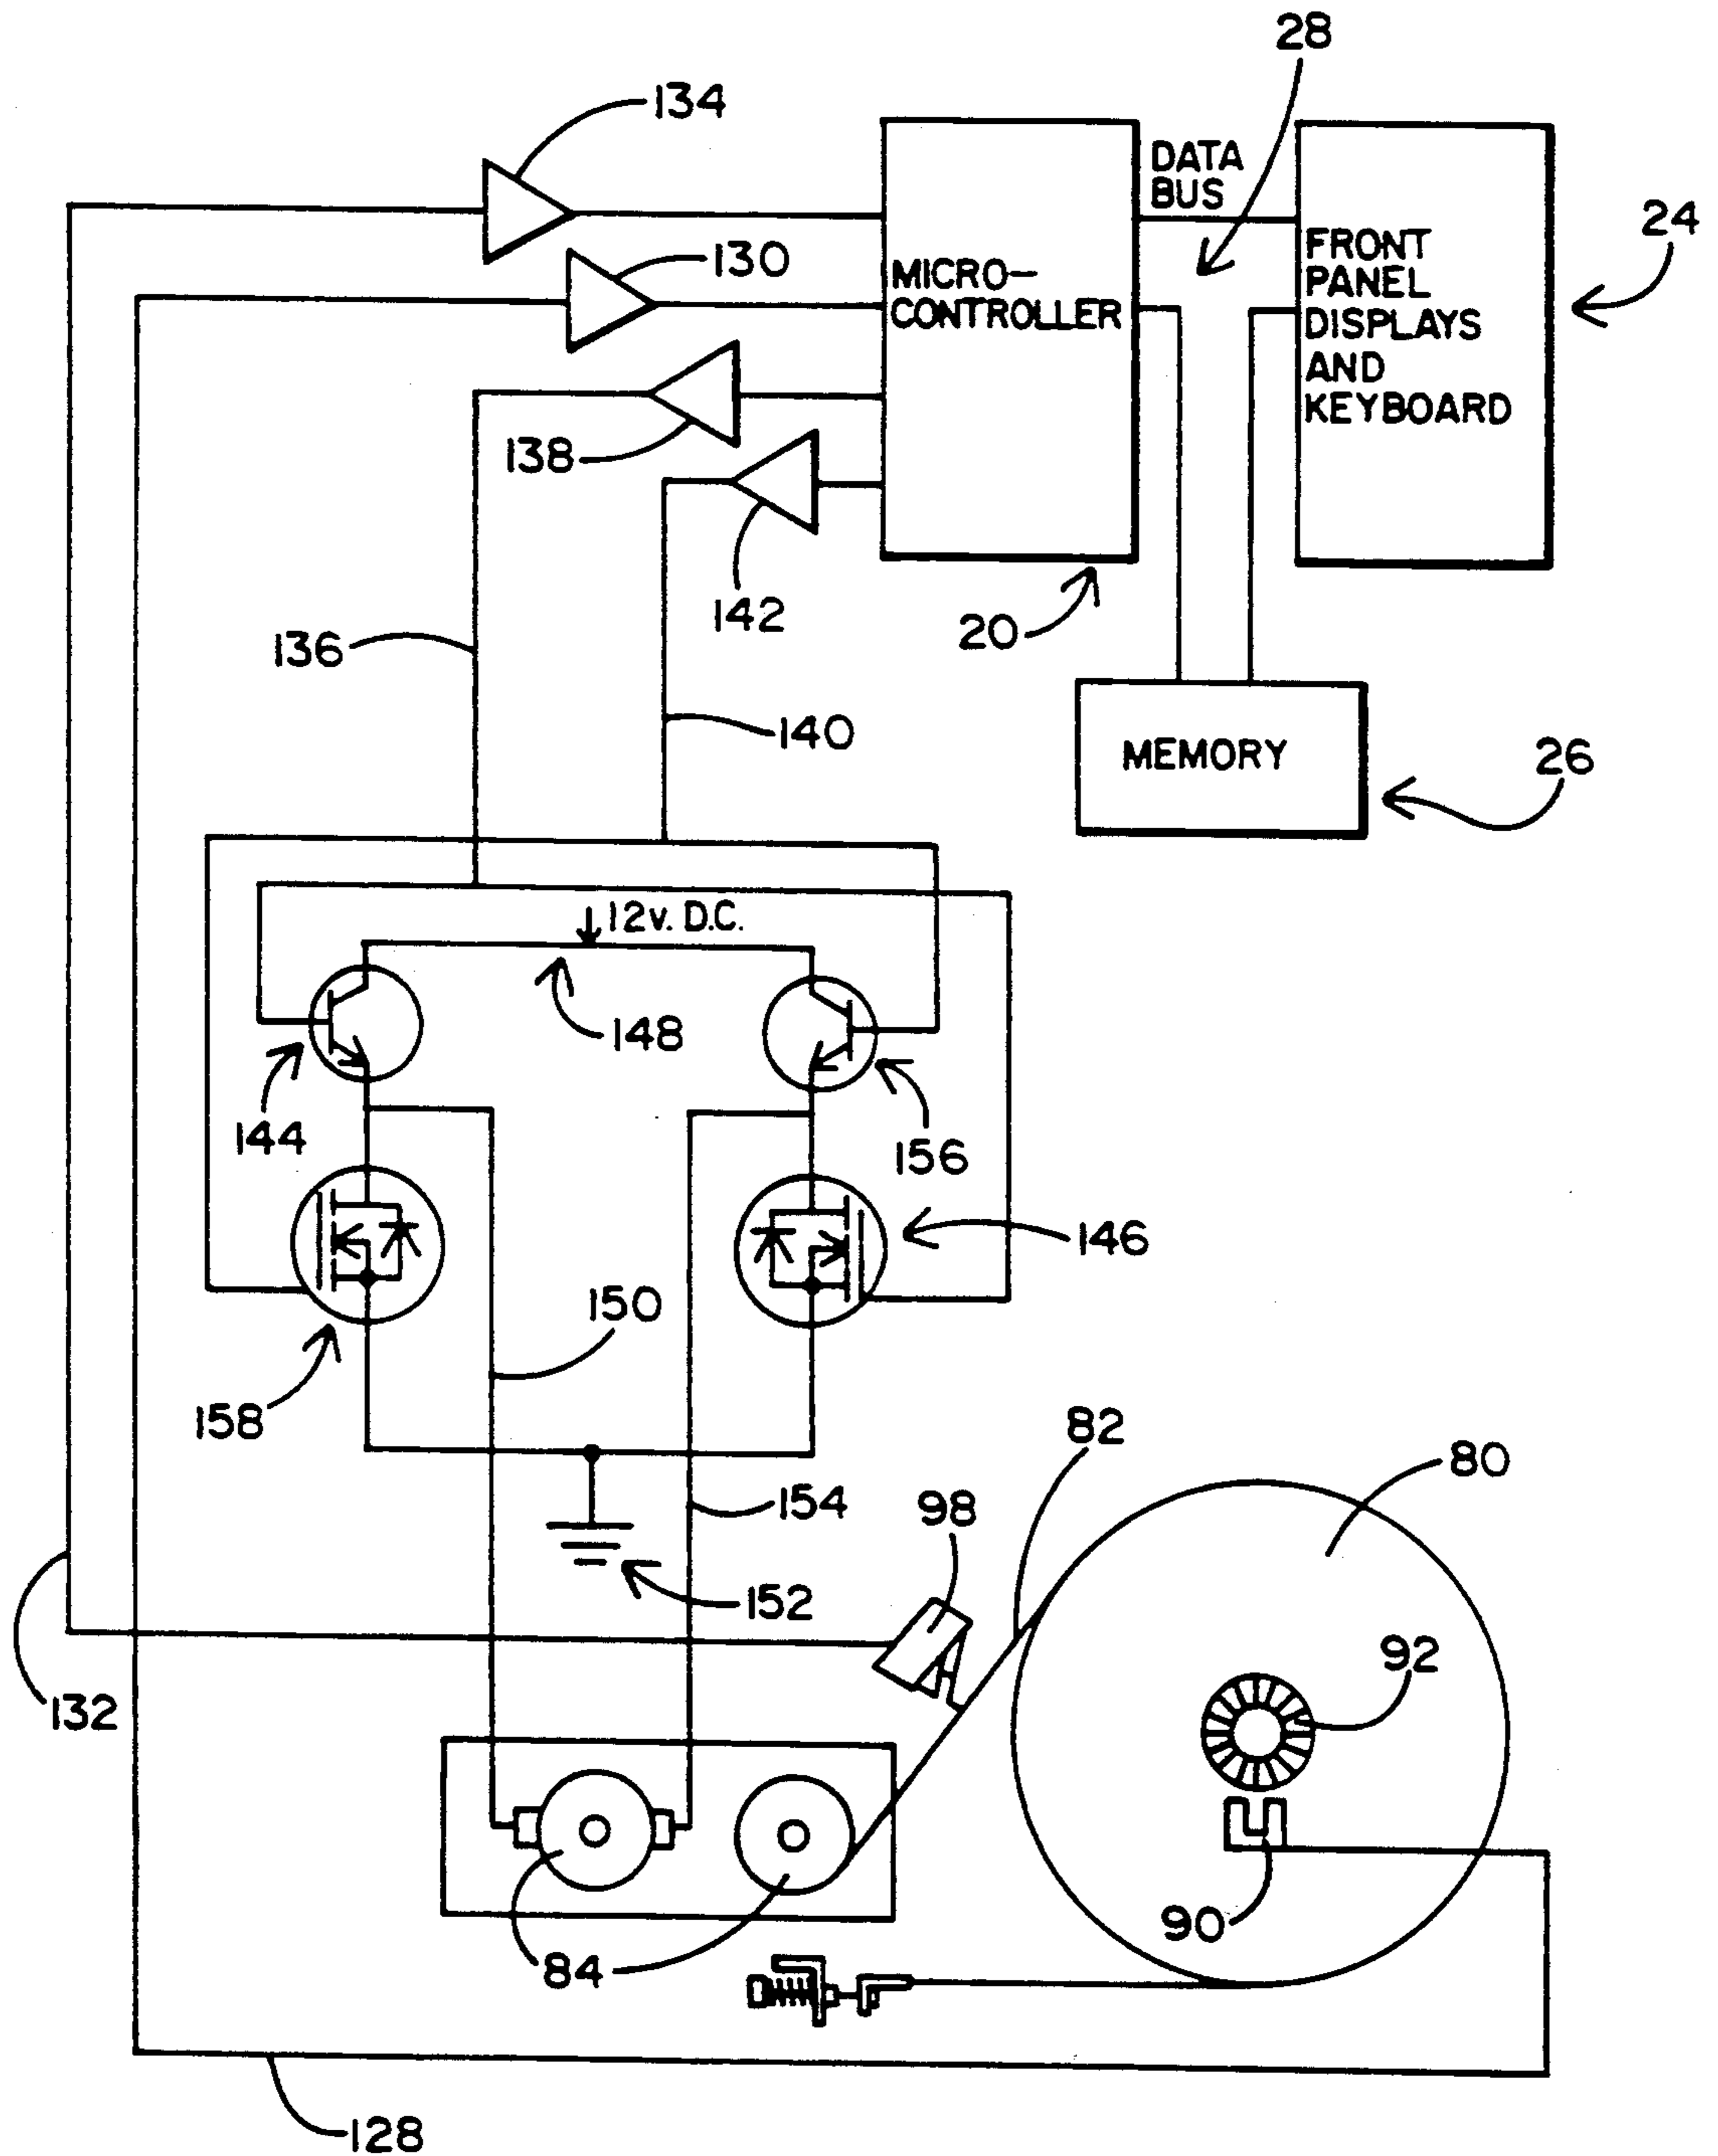 28
134
DATA
BUS
24
130
FRONT
PANEL
DISPLAYS
AND
KEYBOARD
MICRO-
CONTROLLER
138
142
20
136
140
MEMORY
26
12v. D.C.
148
144
156
146
150
158
82
80
154
98
152
92
132
90
84
128